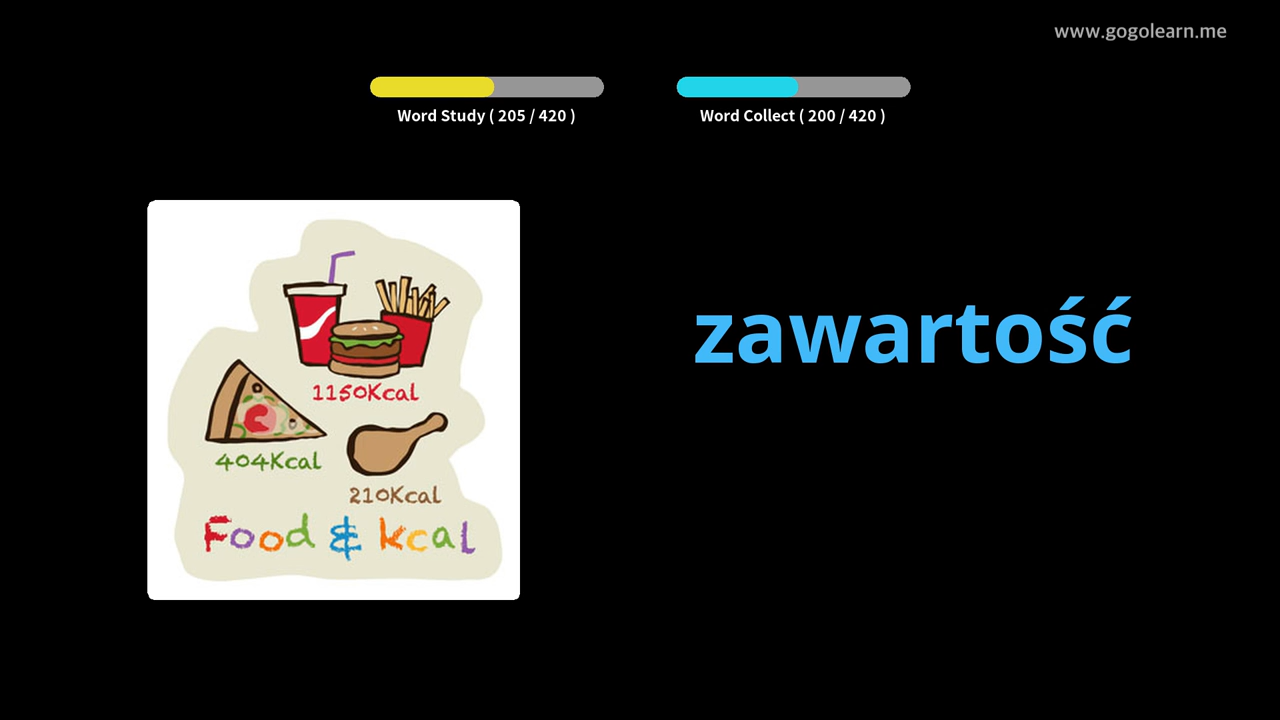 www.gogolearn.me
Word Study ( 205 / 420 )
Word Collect ( 200 / 420 )
zawartość
1150Kcal
404Kcal
210Kcal
Food & kcal